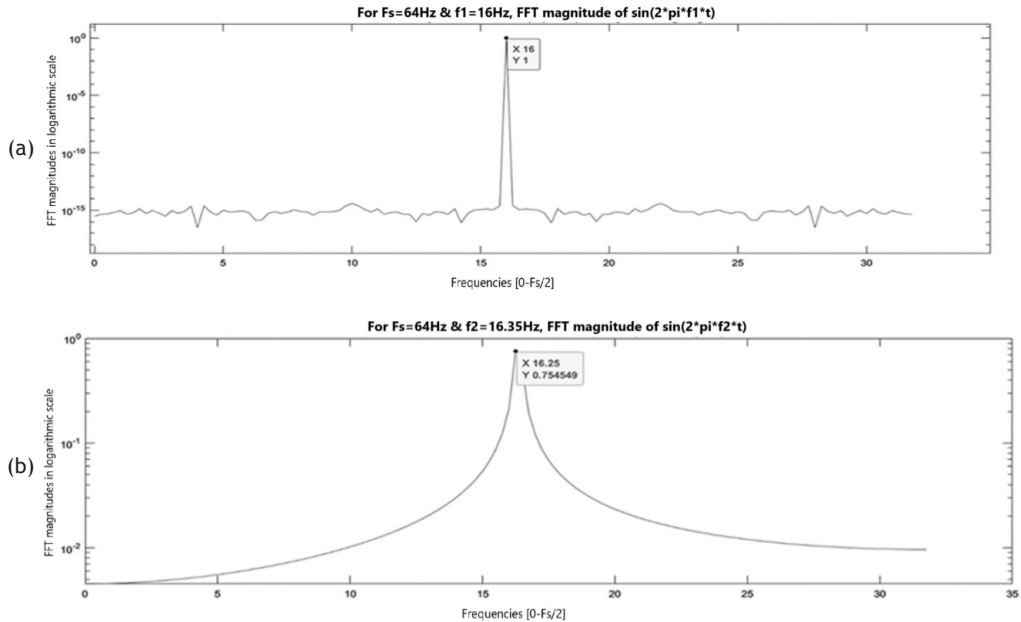 For Fs=64Hz & f1=16Hz, FFT magnitude of sin(2*pi*f1*t)
(a)
FFT magnitudes in logarithmic scale
10^0
10^-5
10^-10
10^-15
X 16
Y 1
0 5 10 15 20 25 30
Frequencies [0-Fs/2]
For Fs=64Hz & f2=16.35Hz, FFT magnitude of sin(2*pi*f2*t)
(b)
FFT magnitudes in logarithmic scale
10^0
10^-1
10^-2
X 16.25
Y 0.754549
0 5 10 15 20 25 30 35
Frequencies [0-Fs/2]